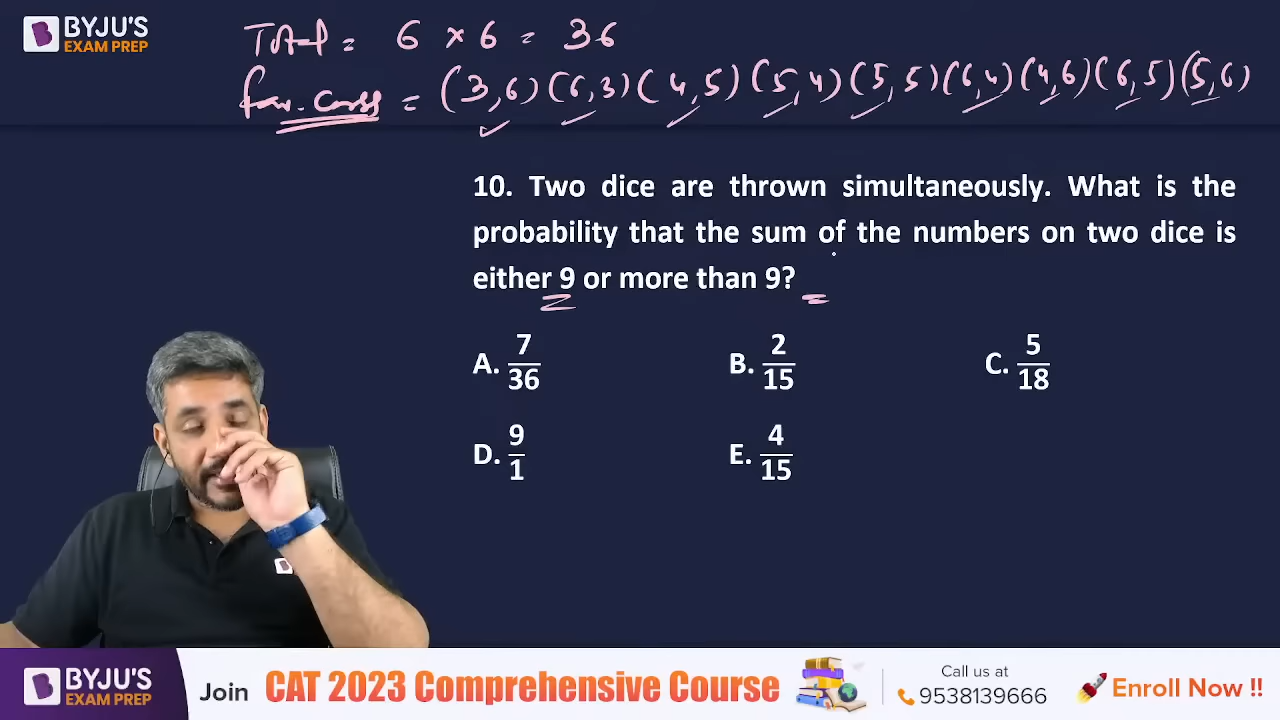 BYJU'S
EXAM PREP
Total = 6 × 6 = 36
fav. cases = (3,6) (6,3) (4,5) (5,4) (5,5) (6,4) (4,6) (6,5) (5,6)
10. Two dice are thrown simultaneously. What is the
probability that the sum of the numbers on two dice is
either 9 or more than 9?
A. 7/36 B. 2/15 C. 5/18
D. 9/1 E. 4/15
BYJU'S
EXAM PREP
Join CAT 2023 Comprehensive Course
Call us at
9538139666
Enroll Now !!